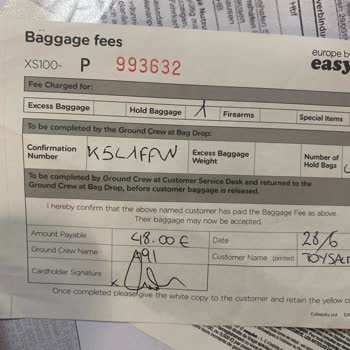 Baggage fees
europe b
easy
XS100- P 993632
Fee Charged for:
Excess Baggage Hold Baggage 1 Firearms Special Items
To be completed by the Ground Crew at Bag Drop:
Confirmation Number Excess Baggage Weight Number of Hold Bags
To be completed by Ground Crew at Customer Service Desk and returned to the
Ground Crew at Bag Drop, before customer baggage is released.
I hereby confirm that the above named customer has paid the Baggage Fee as above.
Their baggage may now be accepted.
Amount Payable 48.00 € Date 28/6
Ground Crew Name A91 Customer Name (printed)
Cardholder Signature
Once completed please give the white copy to the customer and retain the yellow c